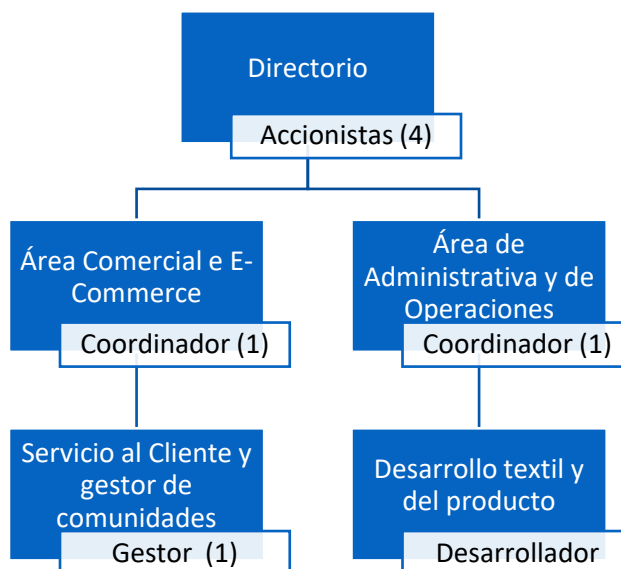 Directorio
Accionistas (4)
Área Comercial e E-
Commerce
Coordinador (1)
Área de
Administrativa y de
Operaciones
Coordinador (1)
Servicio al Cliente y
gestor de
comunidades
Gestor (1)
Desarrollo textil y
del producto
Desarrollador